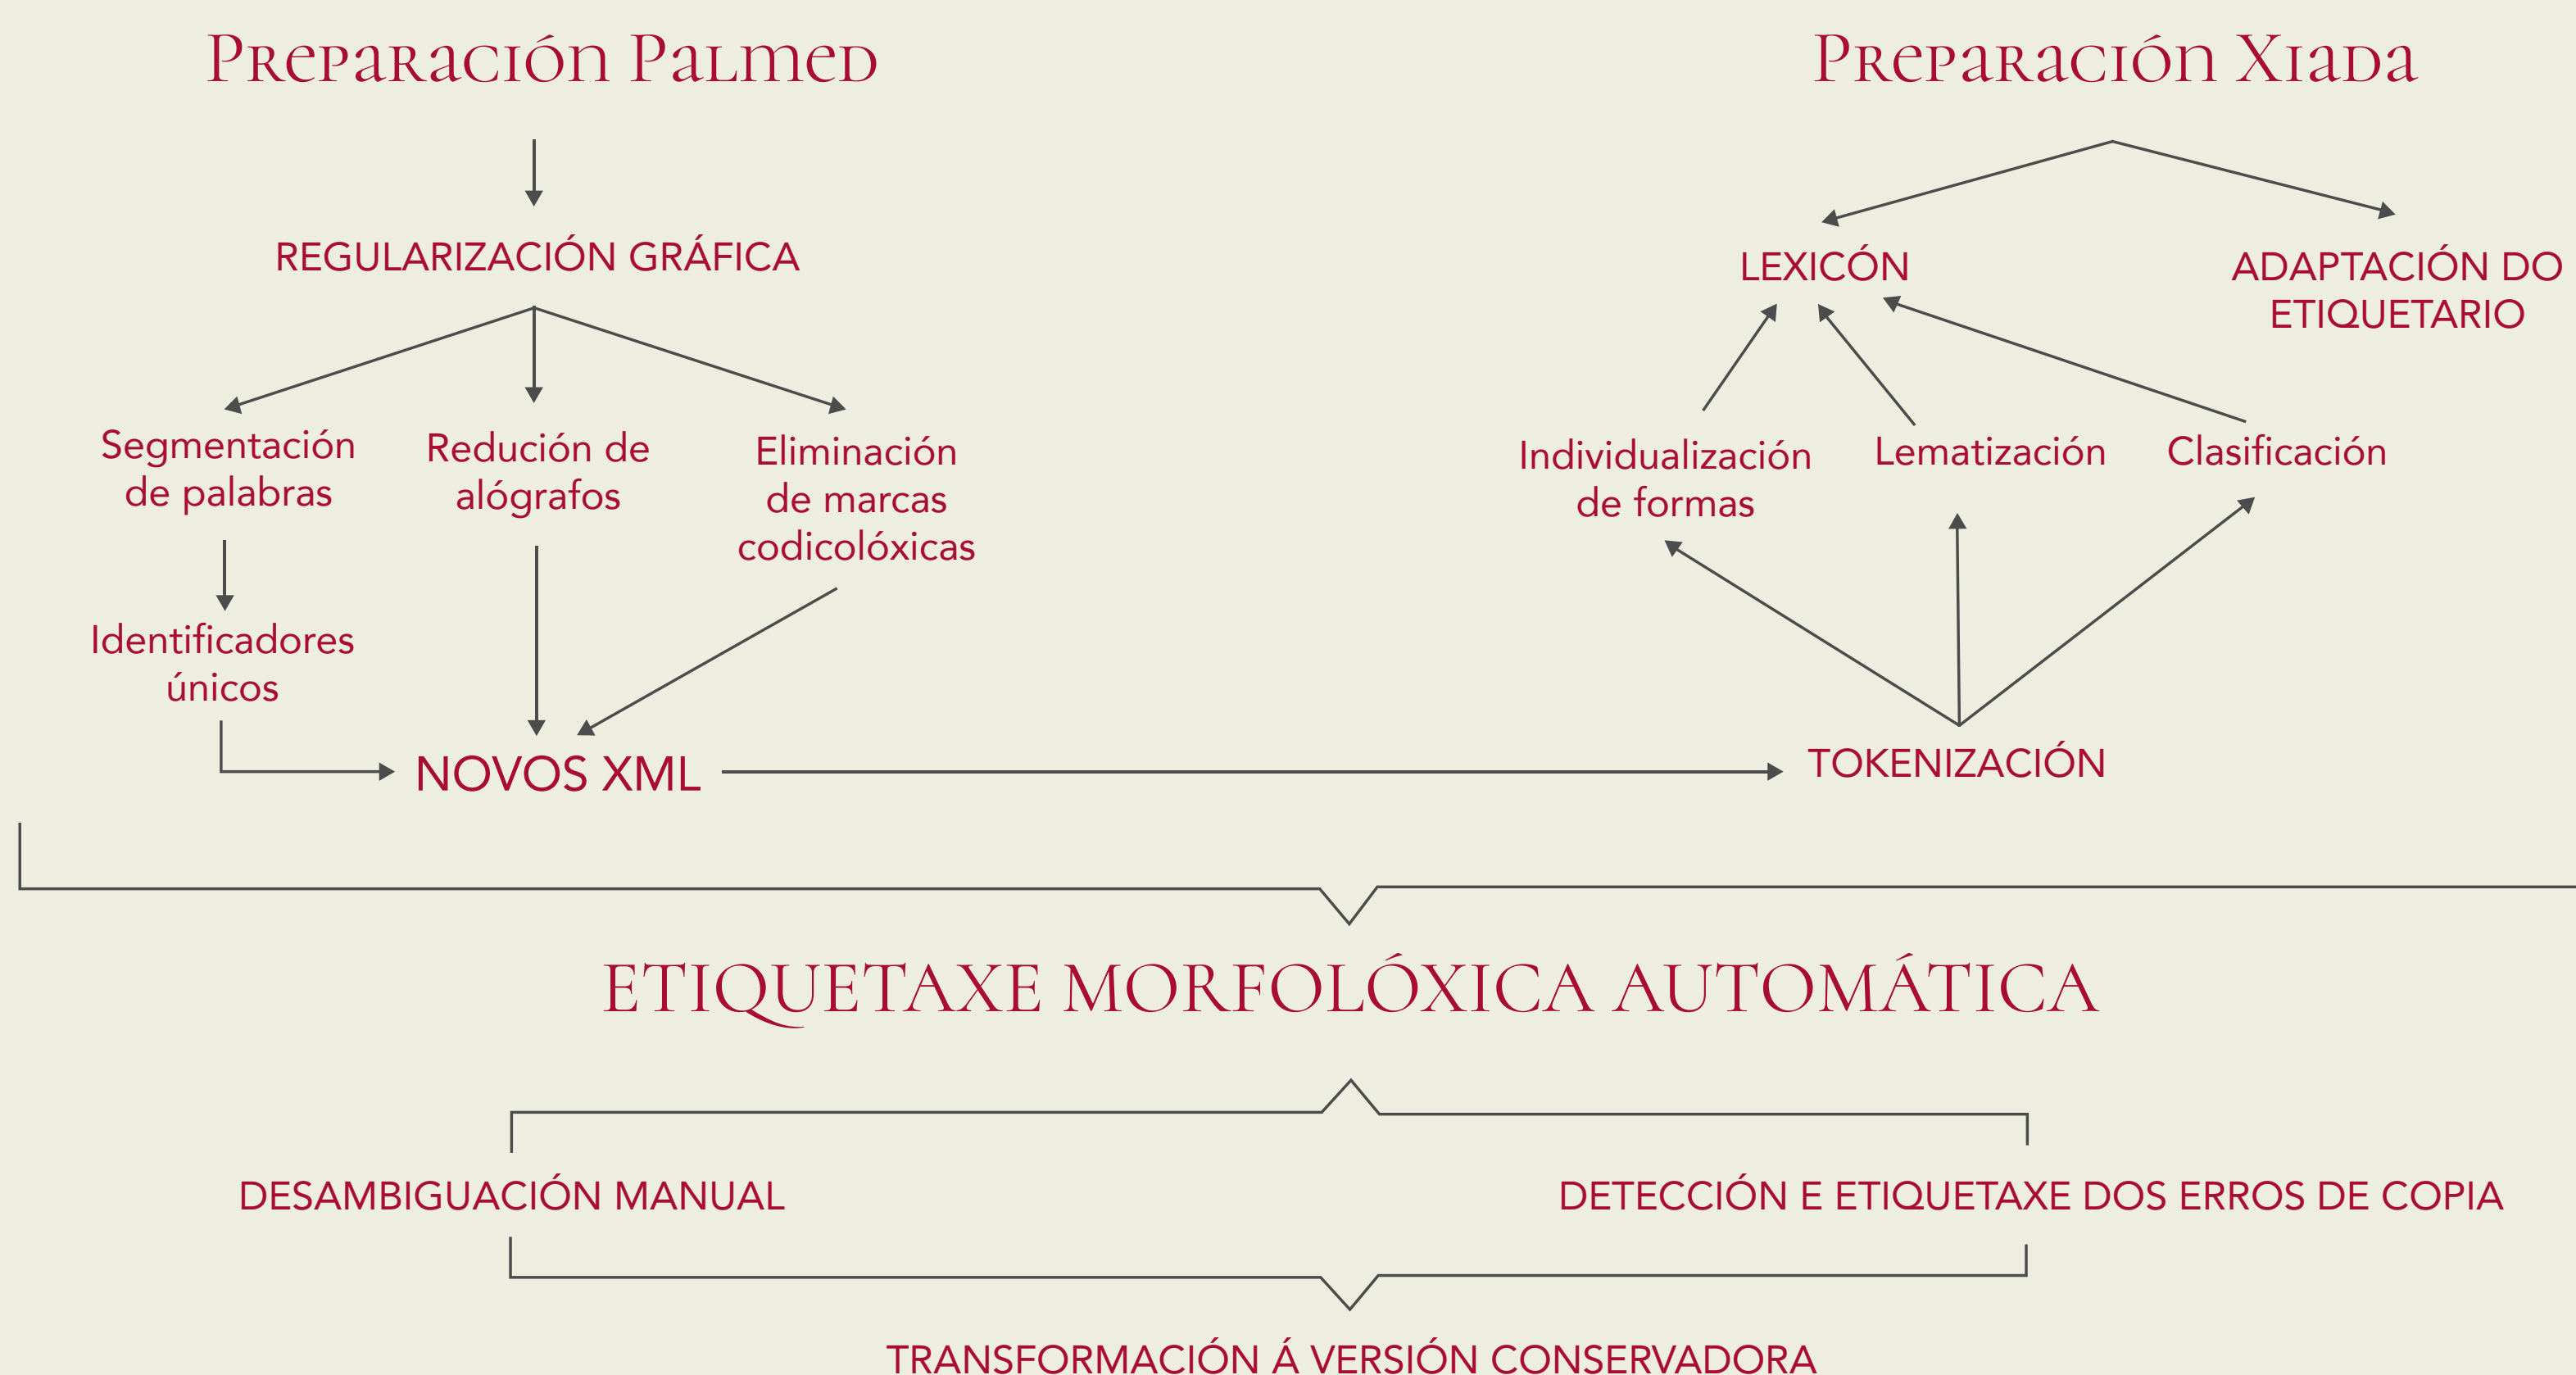 Preparación Palmed
Preparación Xiada
REGULARIZACIÓN GRÁFICA
LEXICÓN
ADAPTACIÓN DO
ETIQUETARIO
Segmentación
de palabras
Redución de
alógrafos
Eliminación
de marcas
codicolóxicas
Individualización
de formas
Lematización
Clasificación
Identificadores
únicos
NOVOS XML
TOKENIZACIÓN
ETIQUETAXE MORFOLÓXICA AUTOMÁTICA
DESAMBIGUACIÓN MANUAL
DETECCIÓN E ETIQUETAXE DOS ERROS DE COPIA
TRANSFORMACIÓN Á VERSIÓN CONSERVADORA